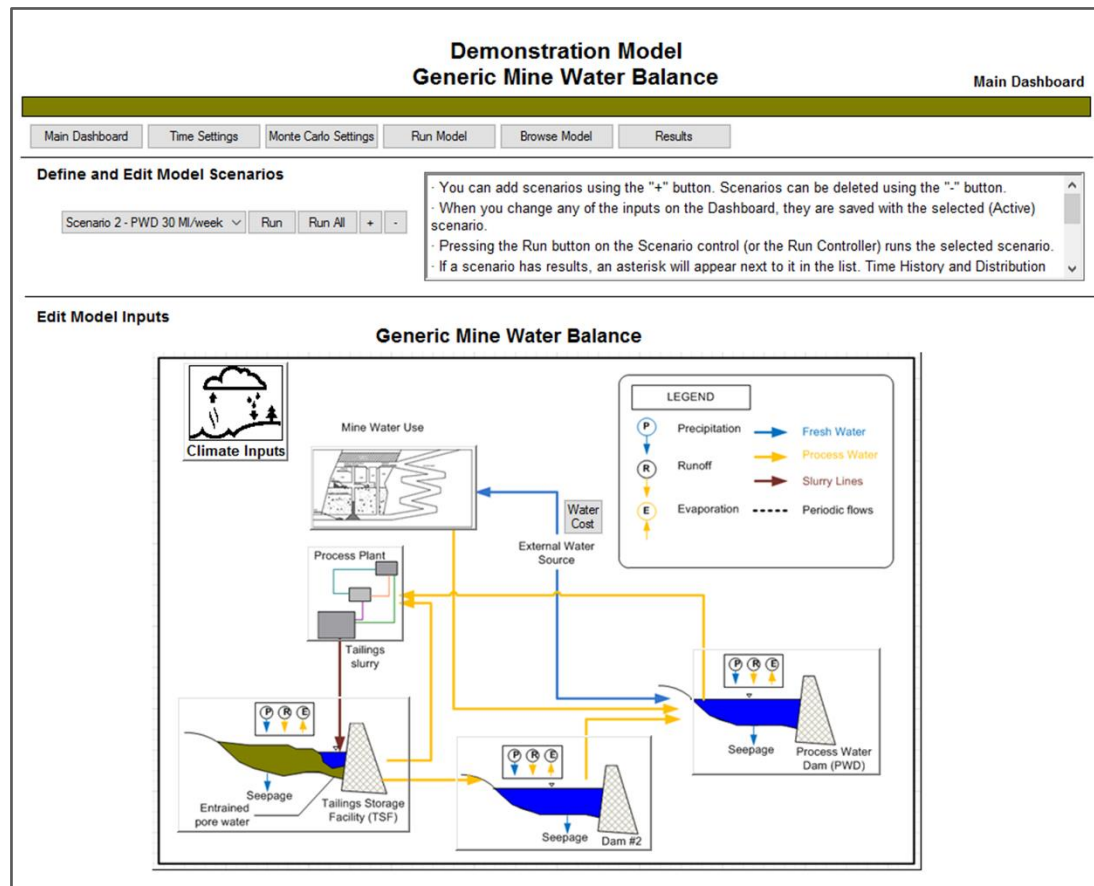 Demonstration Model
Generic Mine Water Balance
Main Dashboard
Main Dashboard
Time Settings
Monte Carlo Settings
Run Model
Browse Model
Results
Define and Edit Model Scenarios
Scenario 2 - PWD 30 Ml/week
Run
Run All
+
-
· You can add scenarios using the "+" button. Scenarios can be deleted using the "-" button.
· When you change any of the inputs on the Dashboard, they are saved with the selected (Active)
scenario.
· Pressing the Run button on the Scenario control (or the Run Controller) runs the selected scenario.
· If a scenario has results, an asterisk will appear next to it in the list. Time History and Distribution
Edit Model Inputs
Generic Mine Water Balance
Climate Inputs
Mine Water Use
LEGEND
P
Precipitation
Fresh Water
Process Water
R
Runoff
Slurry Lines
E
Evaporation
Periodic flows
Water
Cost
External Water
Source
Process Plant
Tailings
slurry
P R E
Seepage
Entrained
pore water
Tailings Storage
Facility (TSF)
P R E
Seepage
Dam #2
P R E
Seepage
Process Water
Dam (PWD)